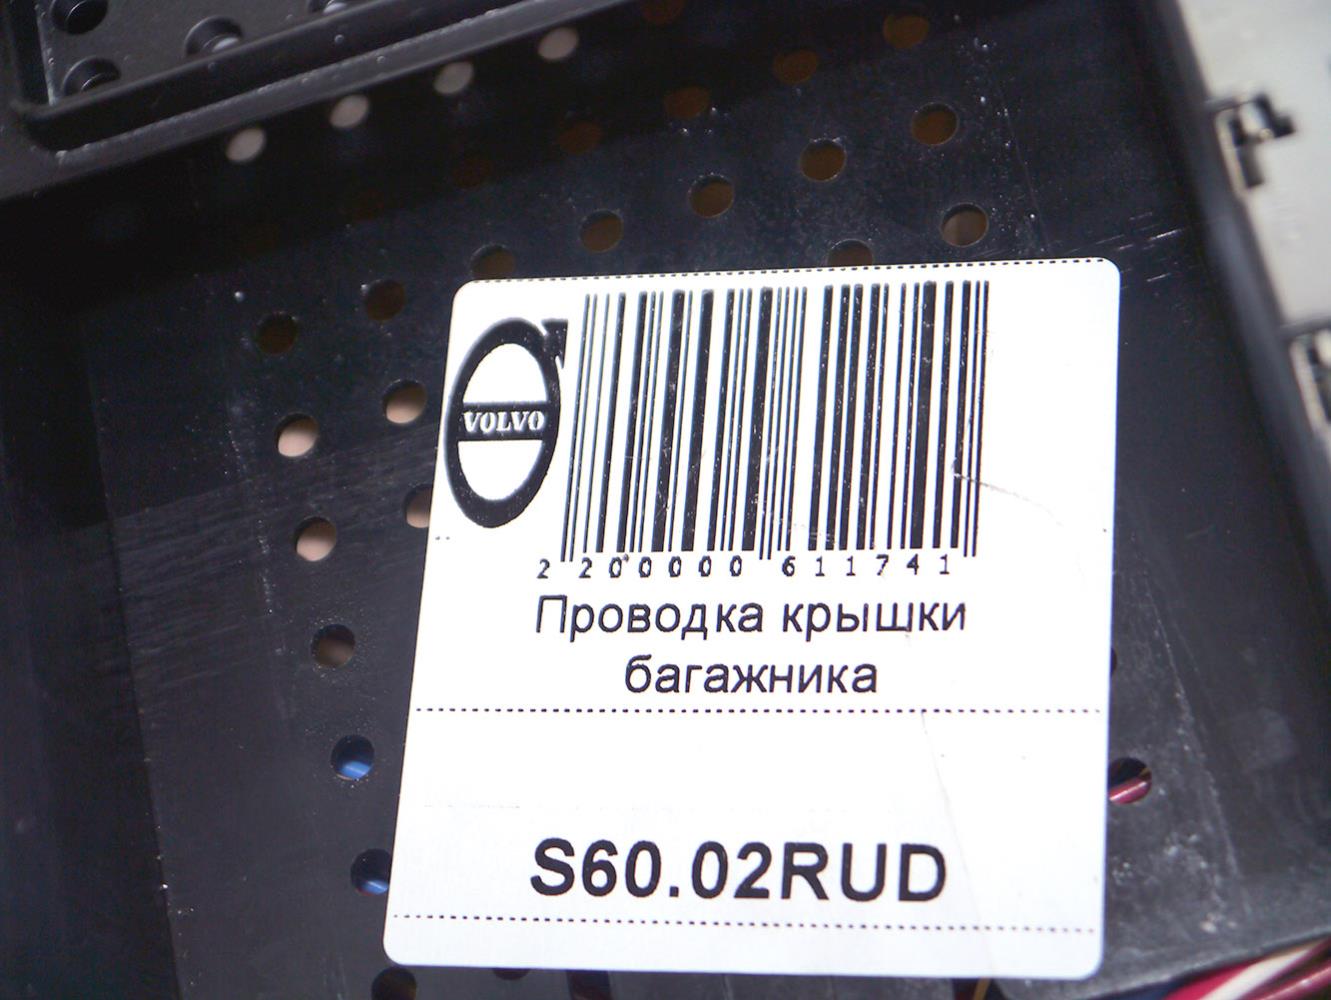 VOLVO
2 200000 611741
Проводка крышки
багажника
S60.02RUD